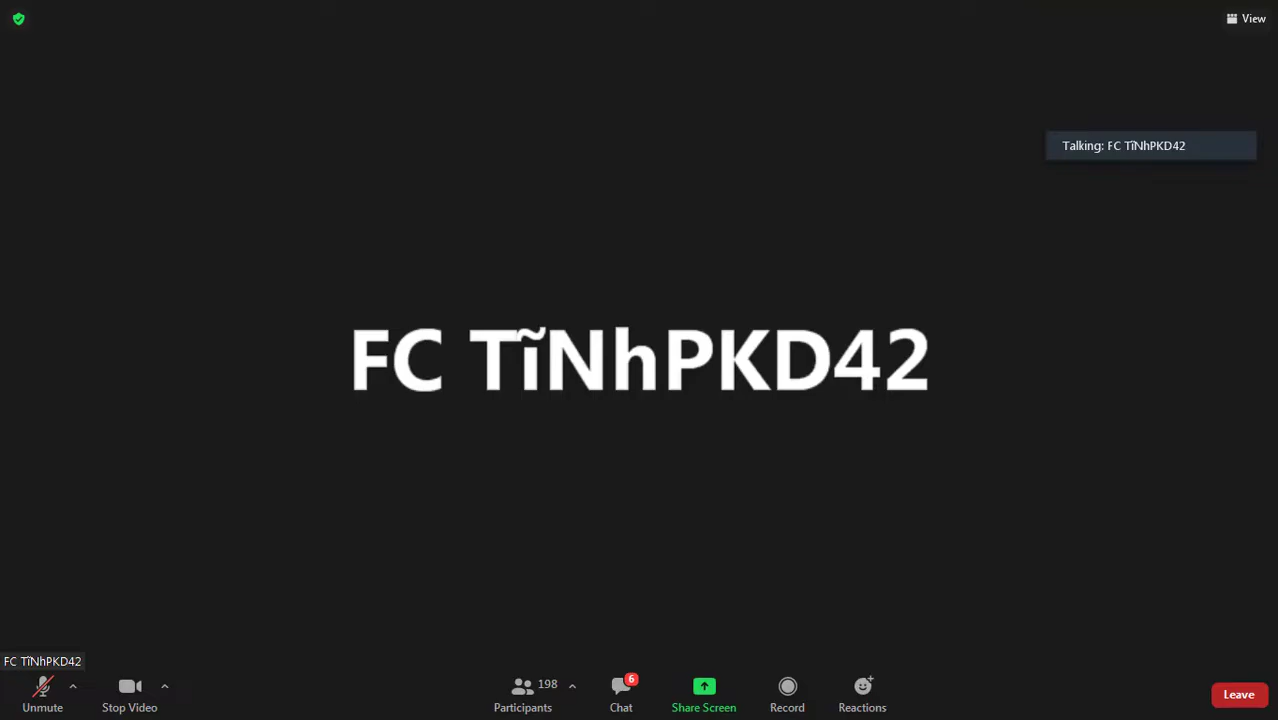 View
Talking: FC TĩNhPKD42
FC TĩNhPKD42
FC TĩNhPKD42
Unmute
Stop Video
198
Participants
6
Chat
Share Screen
Record
Reactions
Leave